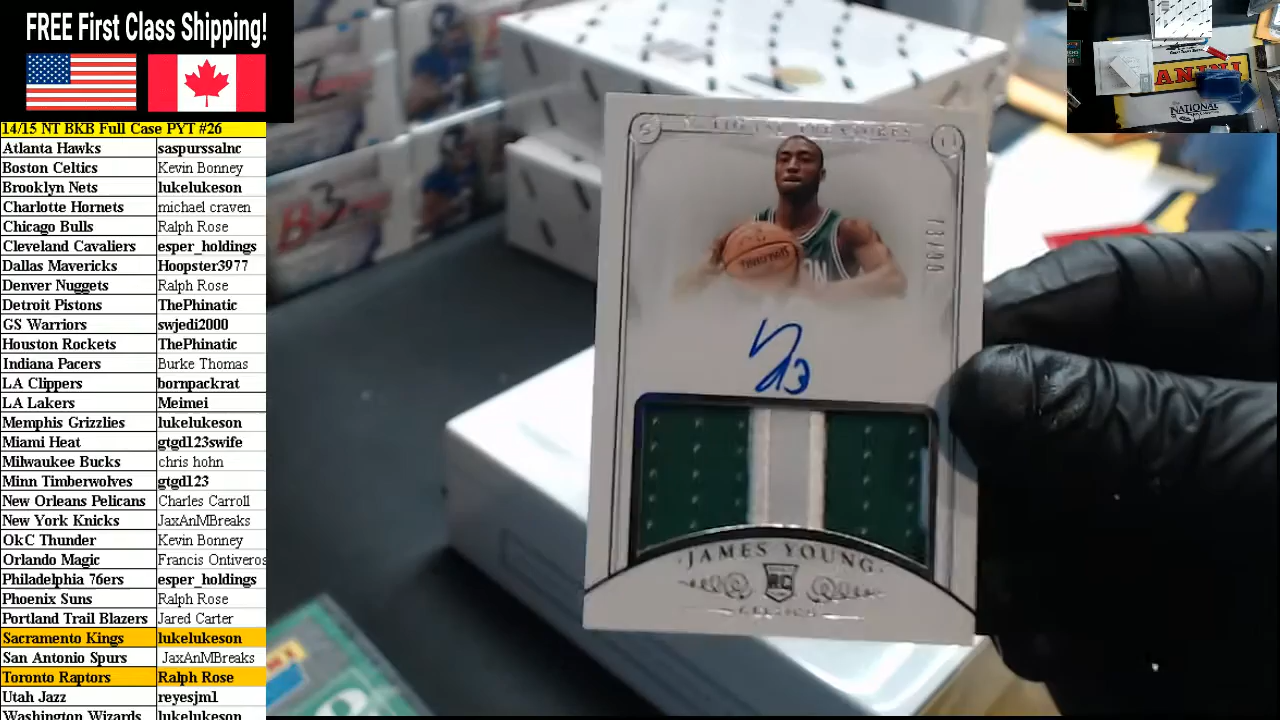 FREE First Class Shipping!
14/15 NT BKB Full Case PYT #26
Atlanta Hawks saspurssalnc
Boston Celtics Kevin Bonney
Brooklyn Nets lukelukeson
Charlotte Hornets michael craven
Chicago Bulls Ralph Rose
Cleveland Cavaliers esper_holdings
Dallas Mavericks Hoopster3977
Denver Nuggets Ralph Rose
Detroit Pistons ThePhinatic
GS Warriors swjedi2000
Houston Rockets ThePhinatic
Indiana Pacers Burke Thomas
LA Clippers bornpackrat
LA Lakers Meimei
Memphis Grizzlies lukelukeson
Miami Heat gtgd123swife
Milwaukee Bucks chris hohn
Minn Timberwolves gtgd123
New Orleans Pelicans Charles Carroll
New York Knicks JaxAnMBreaks
OkC Thunder Kevin Bonney
Orlando Magic Francis Ontiveros
Philadelphia 76ers esper_holdings
Phoenix Suns Ralph Rose
Portland Trail Blazers Jared Carter
Sacramento Kings lukelukeson
San Antonio Spurs JaxAnMBreaks
Toronto Raptors Ralph Rose
Utah Jazz reyesjm1
Washington Wizards lukelukeson
JAMES YOUNG
RC
PANINI
NATIONAL
3